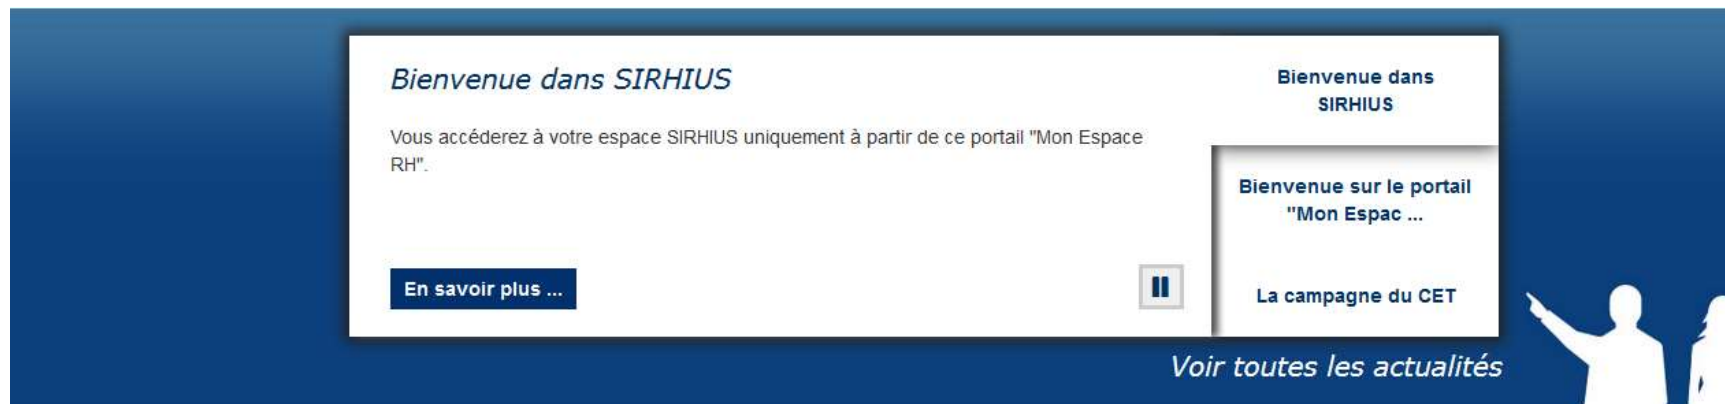 Bienvenue dans SIRHIUS
Vous accéderez à votre espace SIRHIUS uniquement à partir de ce portail "Mon Espace
RH".
En savoir plus ...
Bienvenue dans
SIRHIUS
Bienvenue sur le portail
"Mon Espac ...
La campagne du CET
Voir toutes les actualités